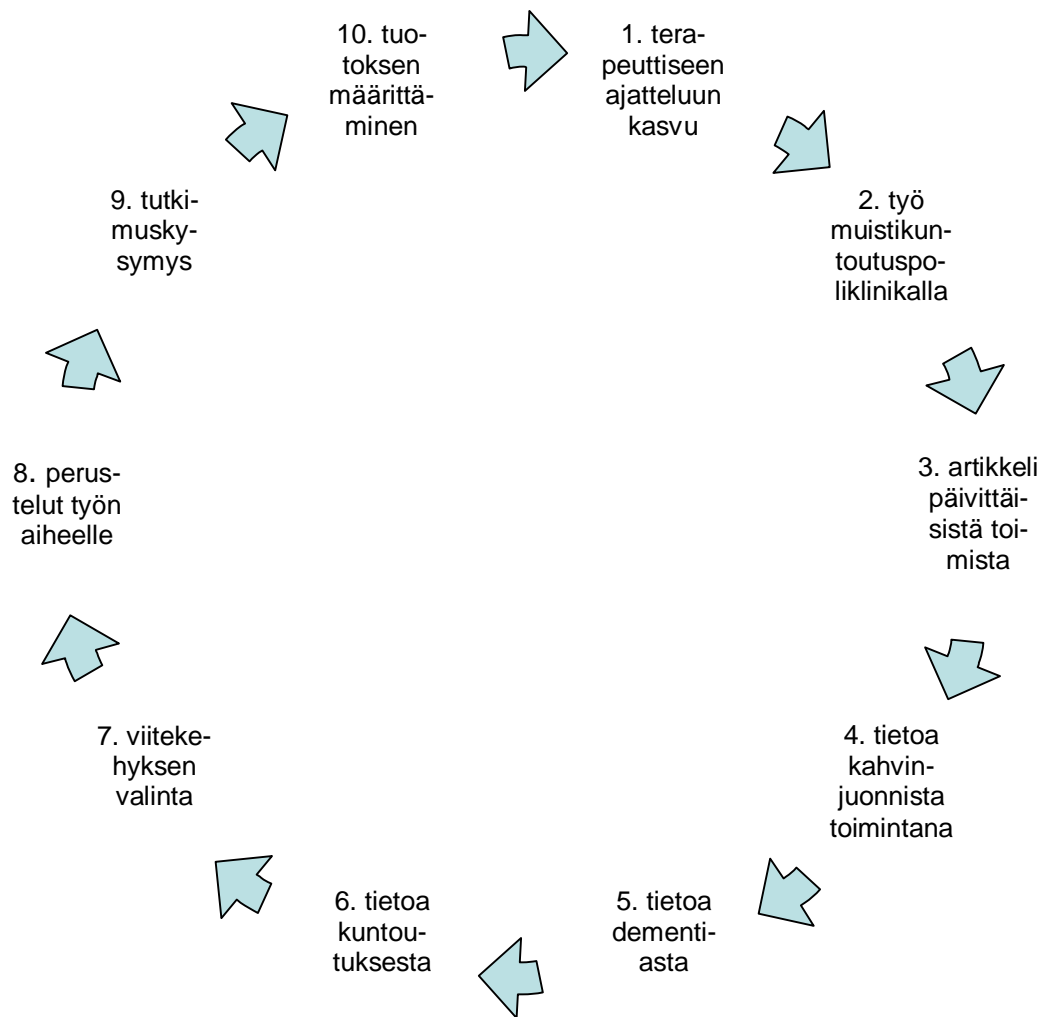 1. tera-
peuttiseen
ajatteluun
kasvu
2. työ
muistikun-
toutuspo-
liklinikalla
3. artikkeli
päivittäi-
sistä toi-
mista
4. tietoa
kahvin-
juonnista
toimintana
5. tietoa
dementi-
asta
6. tietoa
kuntou-
tuksesta
7. viiteke-
hyksen
valinta
8. perus-
telut työn
aiheelle
9. tutki-
musky-
symys
10. tuo-
toksen
määrittä-
minen